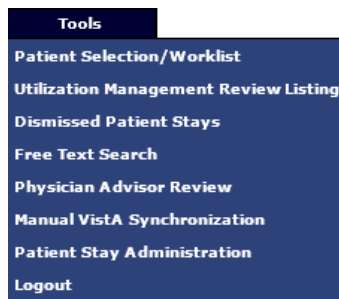 Tools
Patient Selection/Worklist
Utilization Management Review Listing
Dismissed Patient Stays
Free Text Search
Physician Advisor Review
Manual VistA Synchronization
Patient Stay Administration
Logout